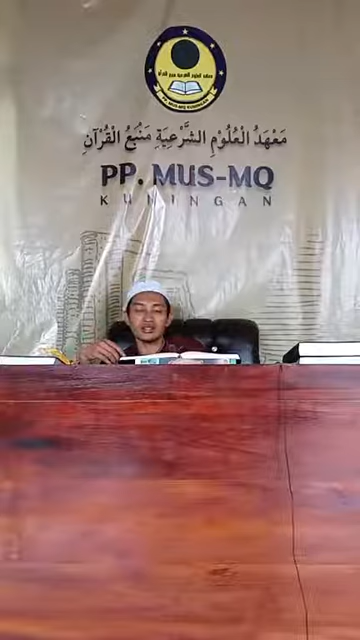 مَعْهَدُ الْعُلُوْمِ الشَّرْعِيَّةِ مَنْبَعُ الْقُرْآنِ
PP. MUS-MQ
KUNINGAN